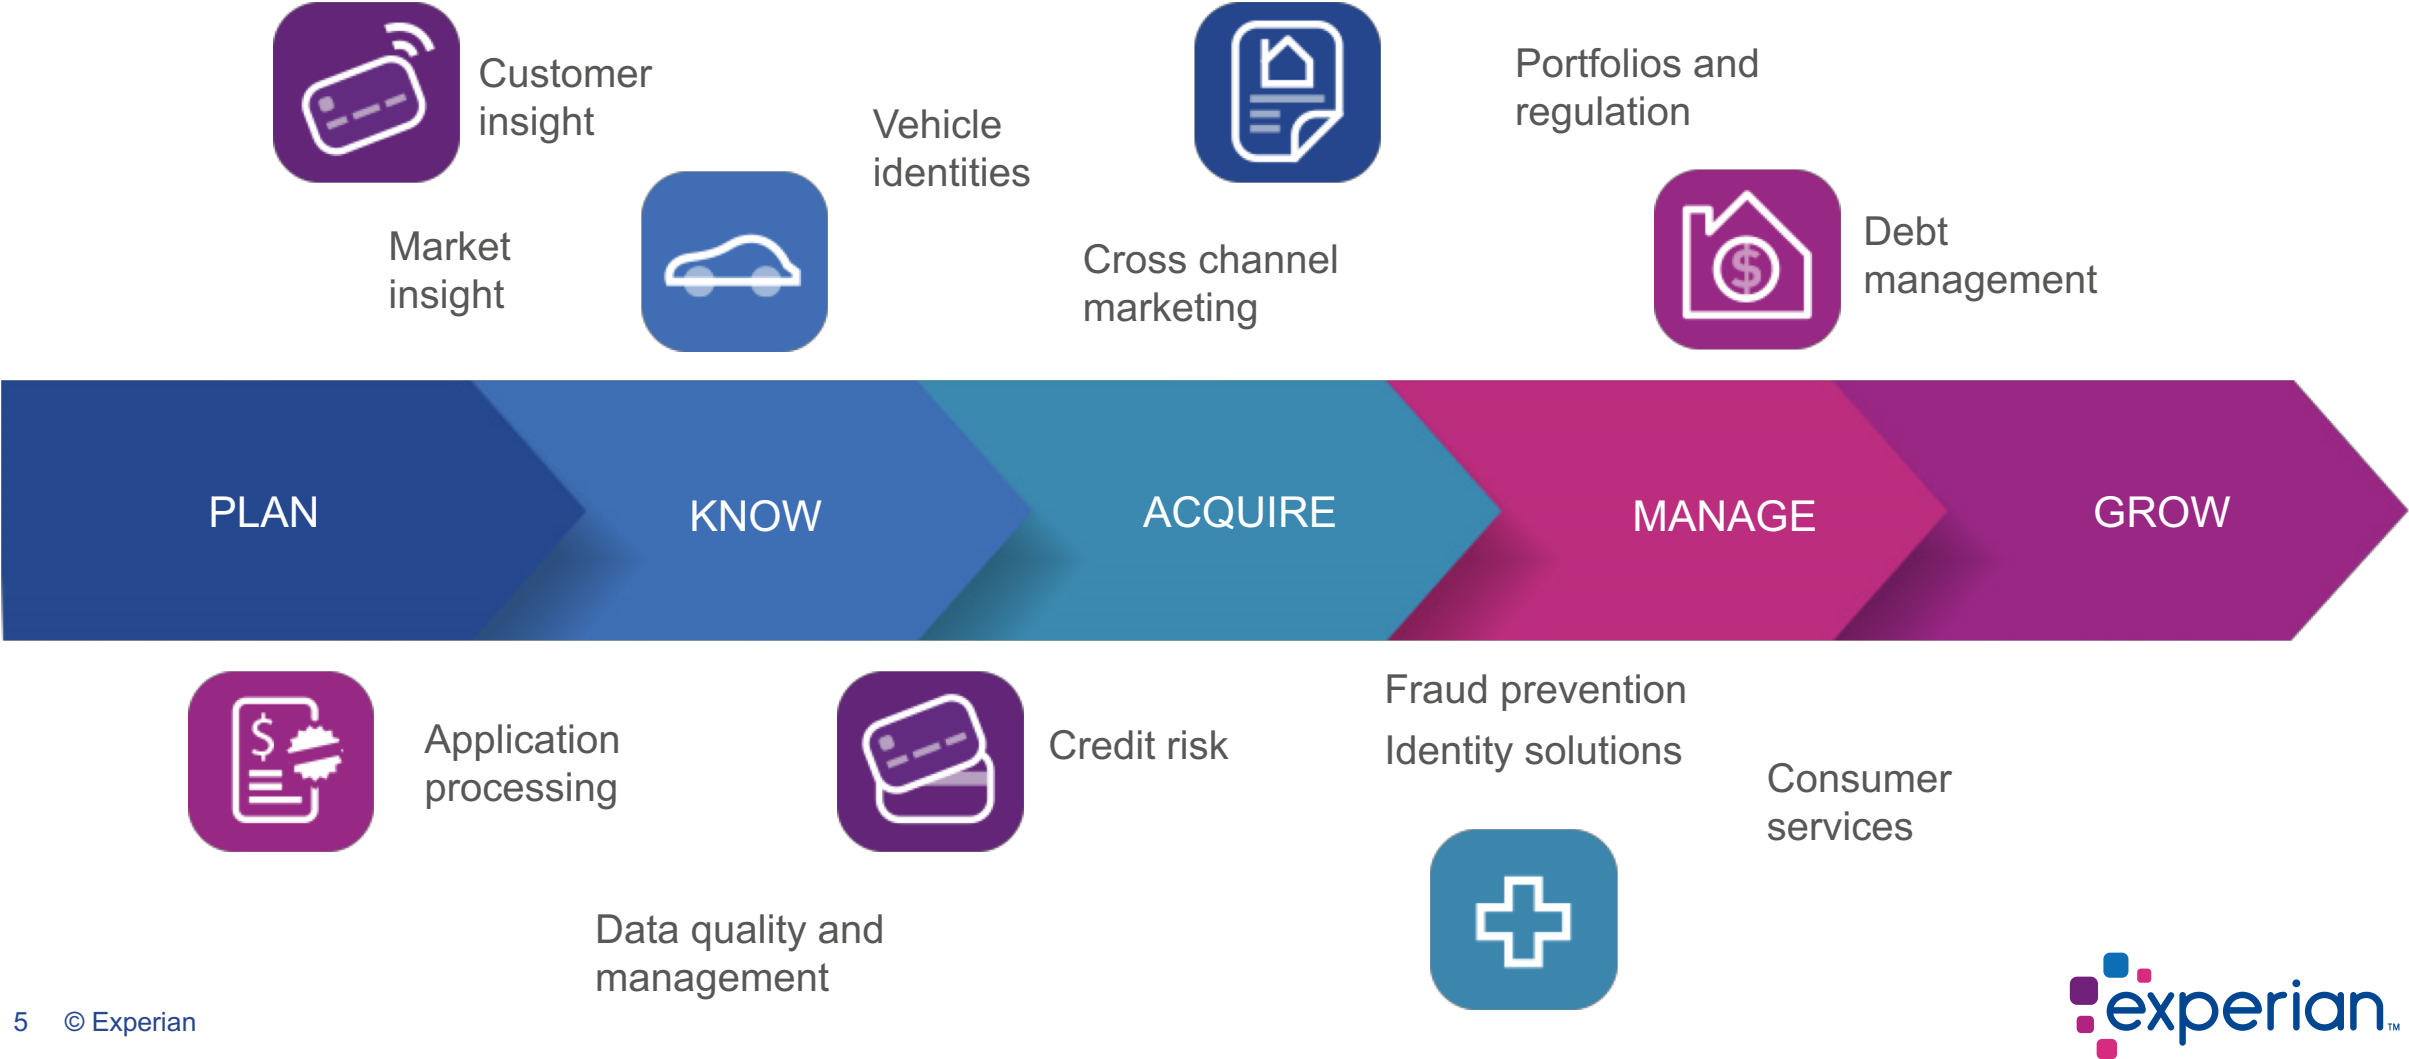 Customer
insight
Market
insight
Vehicle
identities
Cross channel
marketing
Portfolios and
regulation
$
Debt
management
PLAN
KNOW
ACQUIRE
MANAGE
GROW
$
Application
processing
Data quality and
management
Credit risk
Fraud prevention
Identity solutions
Consumer
services
5 © Experian
experian™